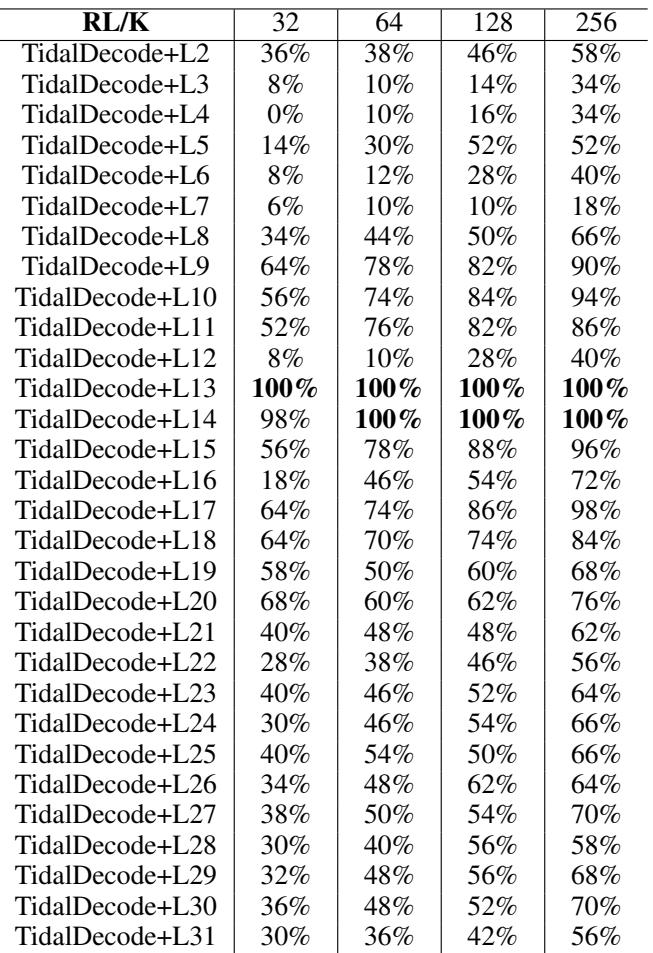 RL/K 32 64 128 256
TidalDecode+L2 36% 38% 46% 58%
TidalDecode+L3 8% 10% 14% 34%
TidalDecode+L4 0% 10% 16% 34%
TidalDecode+L5 14% 30% 52% 52%
TidalDecode+L6 8% 12% 28% 40%
TidalDecode+L7 6% 10% 10% 18%
TidalDecode+L8 34% 44% 50% 66%
TidalDecode+L9 64% 78% 82% 90%
TidalDecode+L10 56% 74% 84% 94%
TidalDecode+L11 52% 76% 82% 86%
TidalDecode+L12 8% 10% 28% 40%
TidalDecode+L13 100% 100% 100% 100%
TidalDecode+L14 98% 100% 100% 100%
TidalDecode+L15 56% 78% 88% 96%
TidalDecode+L16 18% 46% 54% 72%
TidalDecode+L17 64% 74% 86% 98%
TidalDecode+L18 64% 70% 74% 84%
TidalDecode+L19 58% 50% 60% 68%
TidalDecode+L20 68% 60% 62% 76%
TidalDecode+L21 40% 48% 48% 62%
TidalDecode+L22 28% 38% 46% 56%
TidalDecode+L23 40% 46% 52% 64%
TidalDecode+L24 30% 46% 54% 66%
TidalDecode+L25 40% 54% 50% 66%
TidalDecode+L26 34% 48% 62% 64%
TidalDecode+L27 38% 50% 54% 70%
TidalDecode+L28 30% 40% 56% 58%
TidalDecode+L29 32% 48% 56% 68%
TidalDecode+L30 36% 48% 52% 70%
TidalDecode+L31 30% 36% 42% 56%